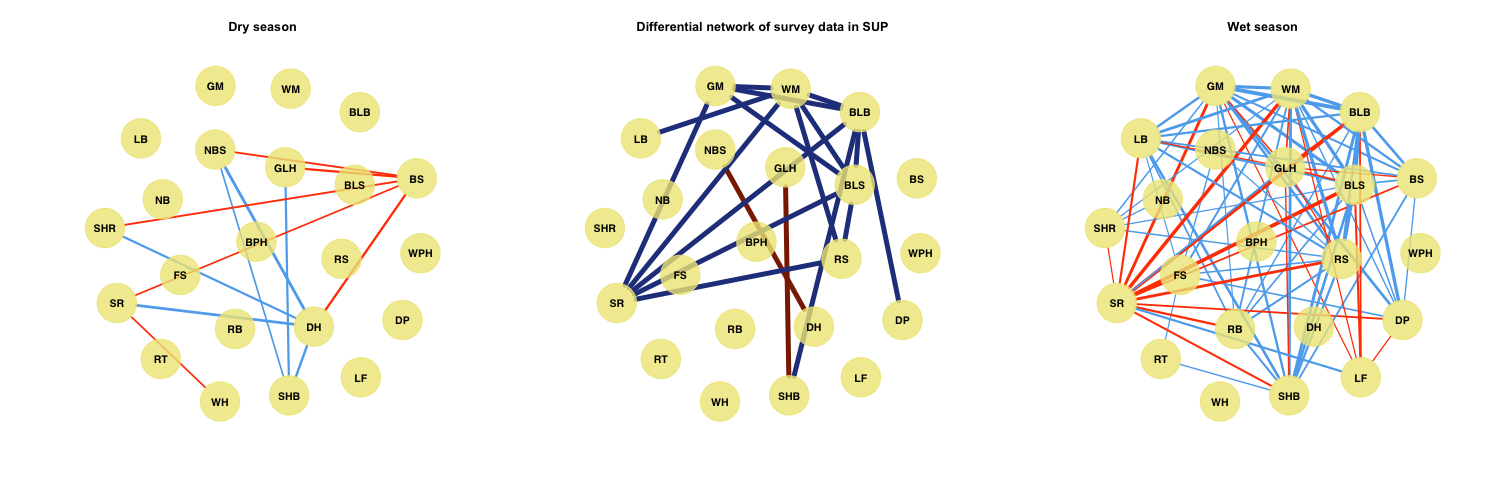 Dry season
GM
WM
BLB
LB
NBS
GLH
BLS
BS
NB
SHR
BPH
RS
WPH
FS
SR
RB
DH
DP
RT
LF
WH
SHB
Differential network of survey data in SUP
GM
WM
BLB
LB
NBS
GLH
BLS
BS
NB
SHR
BPH
RS
WPH
FS
SR
RB
DH
DP
RT
LF
WH
SHB
Wet season
GM
WM
BLB
LB
NBS
GLH
BLS
BS
NB
SHR
BPH
RS
WPH
FS
SR
RB
DH
DP
RT
LF
WH
SHB